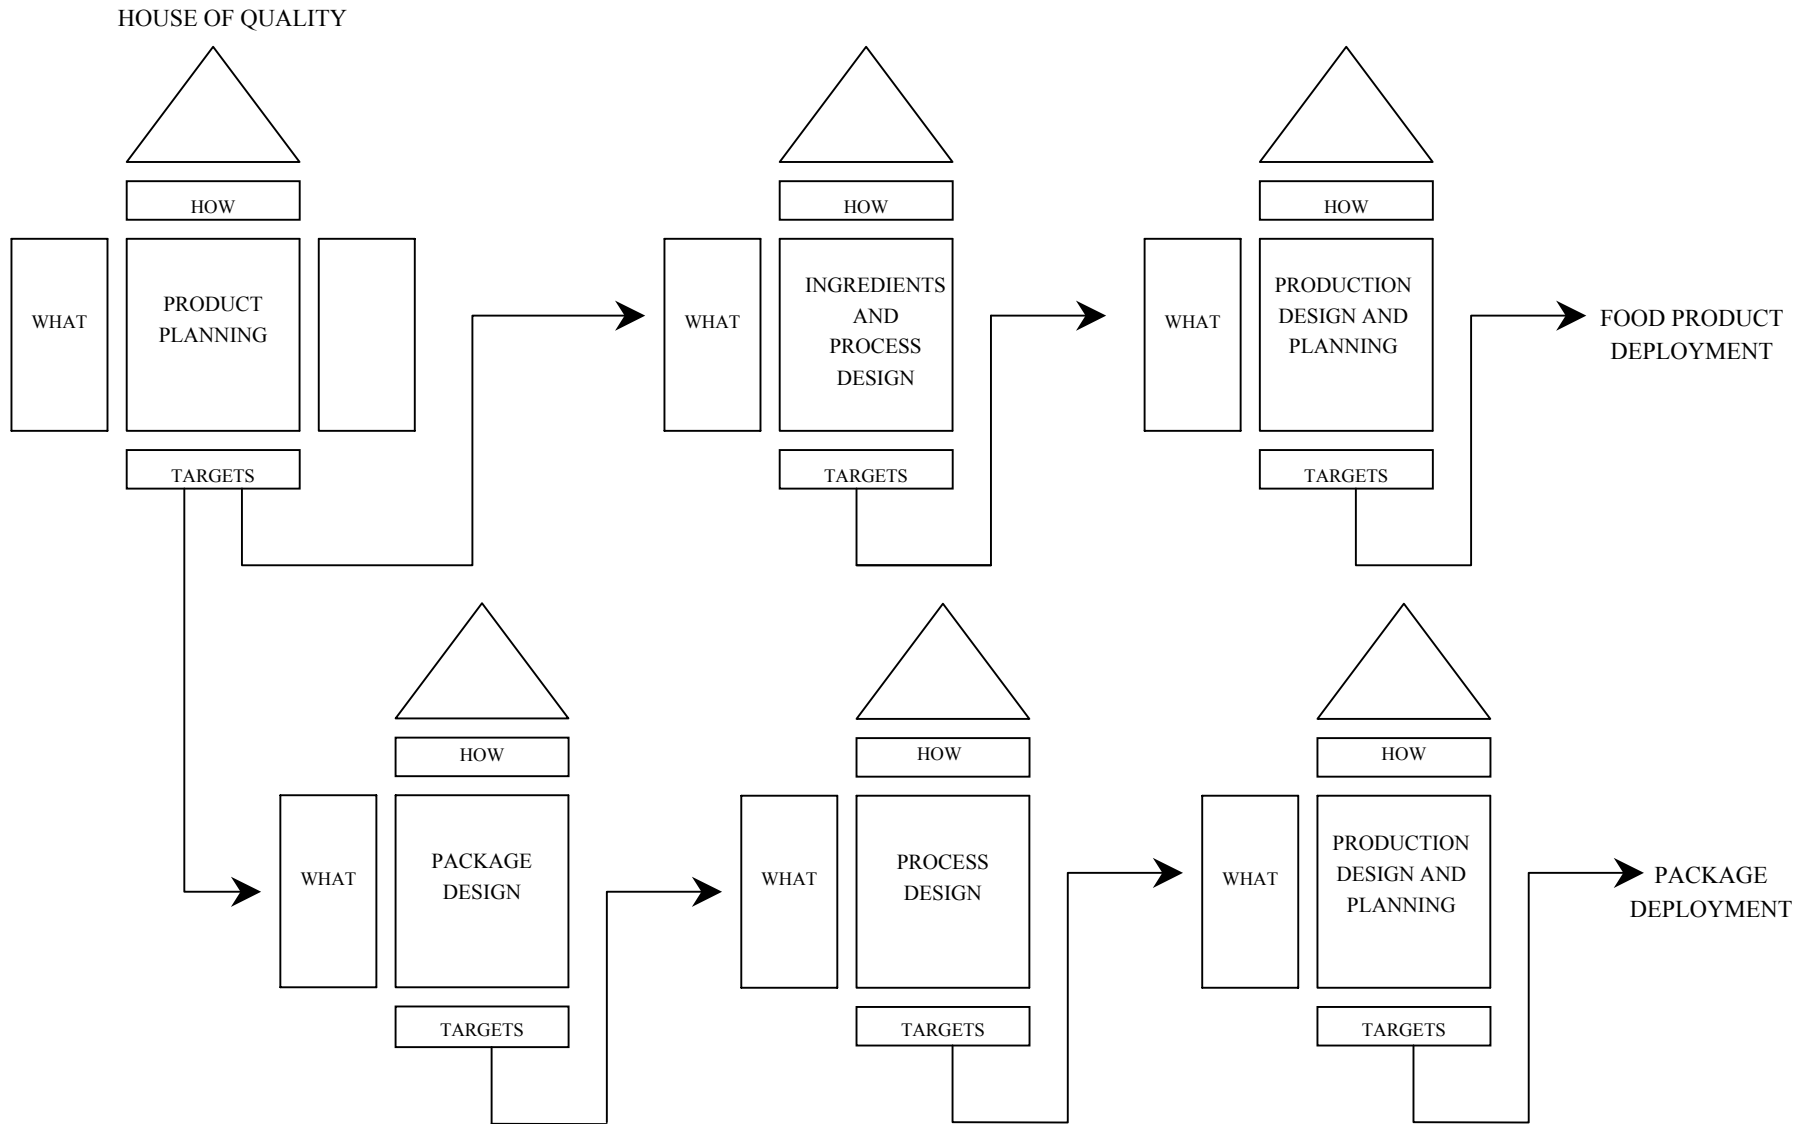 HOUSE OF QUALITY
HOW
WHAT
PRODUCT
PLANNING
TARGETS
HOW
WHAT
INGREDIENTS
AND
PROCESS
DESIGN
TARGETS
HOW
WHAT
PRODUCTION
DESIGN AND
PLANNING
TARGETS
FOOD PRODUCT
DEPLOYMENT
HOW
WHAT
PACKAGE
DESIGN
TARGETS
HOW
WHAT
PROCESS
DESIGN
TARGETS
HOW
WHAT
PRODUCTION
DESIGN AND
PLANNING
TARGETS
PACKAGE
DEPLOYMENT